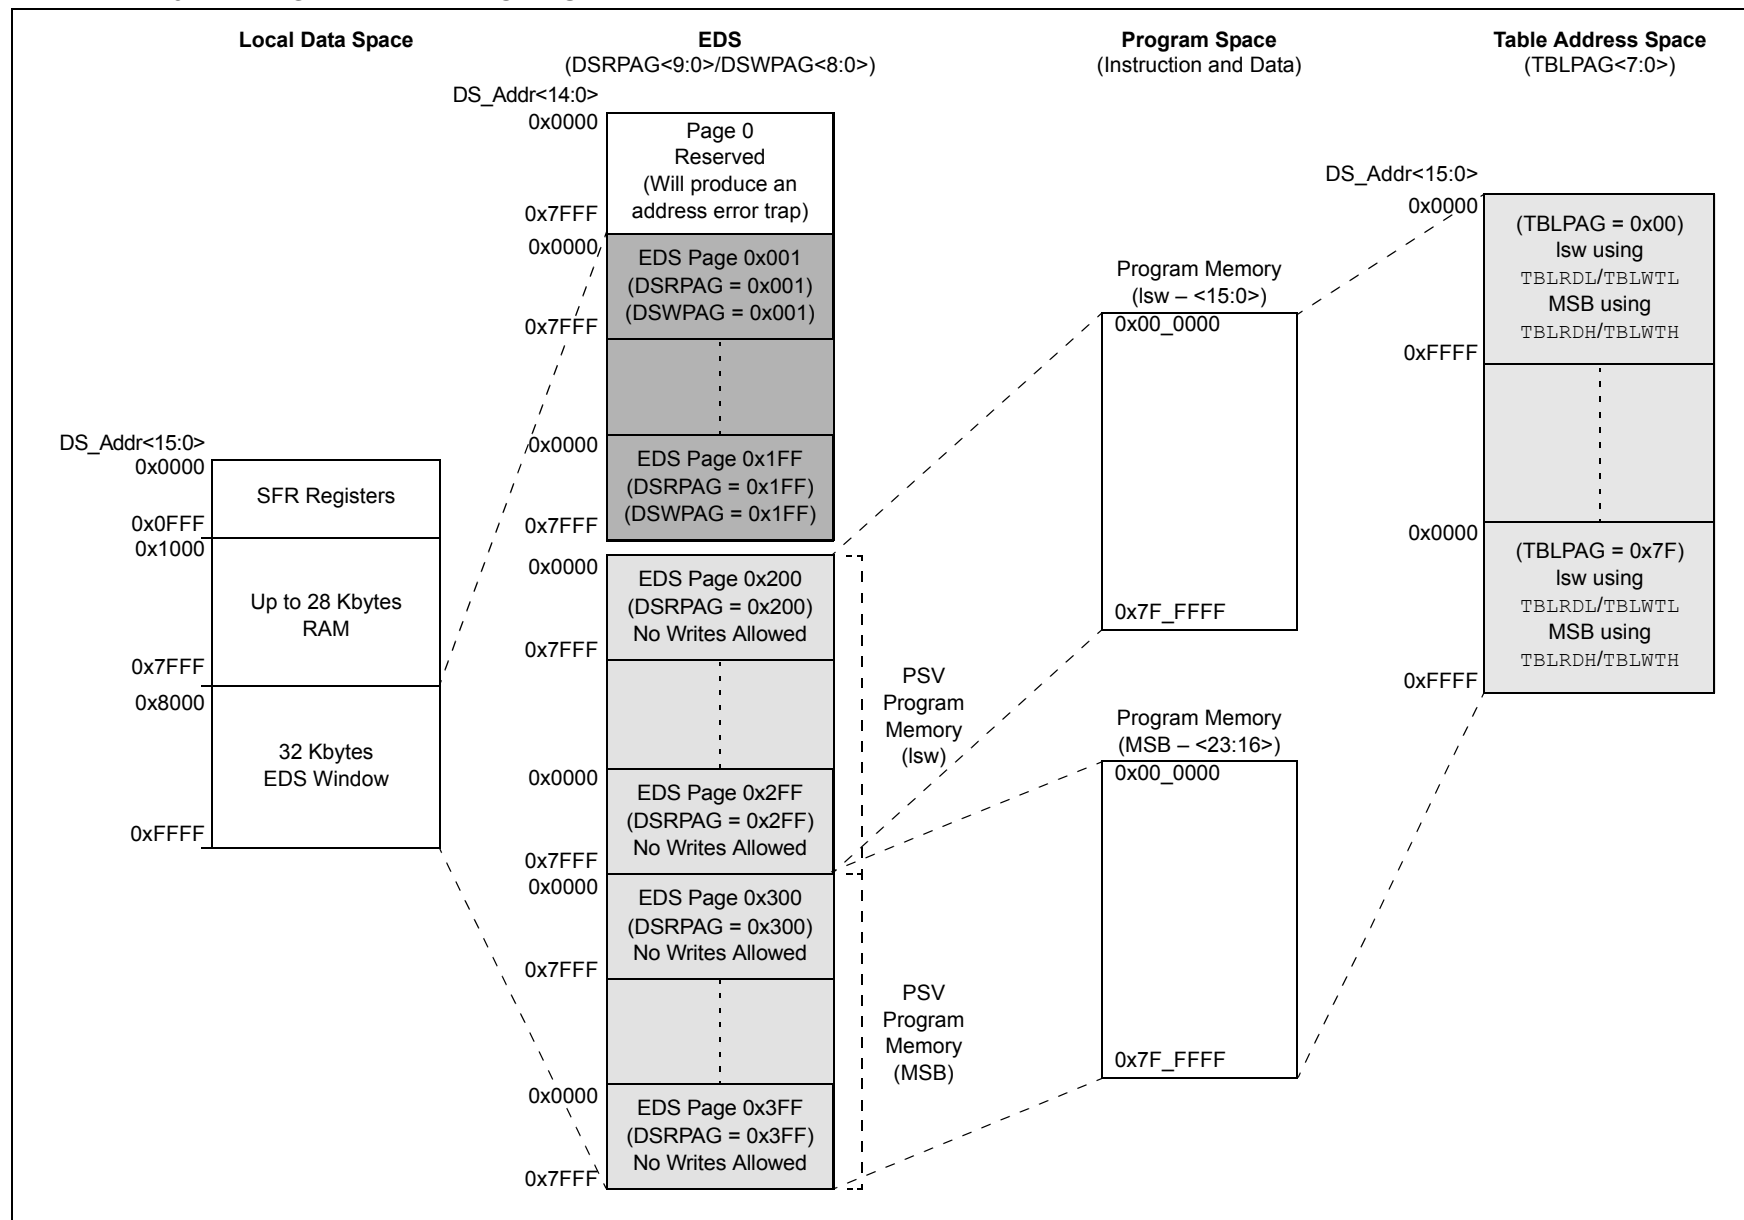 Local Data Space
DS_Addr<15:0>
0x0000
SFR Registers
0x0FFF
0x1000
Up to 28 Kbytes
RAM
0x7FFF
0x8000
32 Kbytes
EDS Window
0xFFFF
EDS
(DSRPAG<9:0>/DSWPAG<8:0>)
DS_Addr<14:0>
0x0000
Page 0
Reserved
(Will produce an
address error trap)
0x7FFF
0x0000
EDS Page 0x001
(DSRPAG = 0x001)
(DSWPAG = 0x001)
0x7FFF
0x0000
EDS Page 0x1FF
(DSRPAG = 0x1FF)
(DSWPAG = 0x1FF)
0x7FFF
0x0000
EDS Page 0x200
(DSRPAG = 0x200)
No Writes Allowed
0x7FFF
PSV
Program
Memory
(lsw)
0x0000
EDS Page 0x2FF
(DSRPAG = 0x2FF)
No Writes Allowed
0x7FFF
0x0000
EDS Page 0x300
(DSRPAG = 0x300)
No Writes Allowed
0x7FFF
PSV
Program
Memory
(MSB)
0x0000
EDS Page 0x3FF
(DSRPAG = 0x3FF)
No Writes Allowed
0x7FFF
Program Space
(Instruction and Data)
Program Memory
(lsw – <15:0>)
0x00_0000
0x7F_FFFF
Program Memory
(MSB – <23:16>)
0x00_0000
0x7F_FFFF
Table Address Space
(TBLPAG<7:0>)
DS_Addr<15:0>
0x0000
(TBLPAG = 0x00)
lsw using
TBLRDL/TBLWTL
MSB using
TBLRDH/TBLWTH
0xFFFF
0x0000
(TBLPAG = 0x7F)
lsw using
TBLRDL/TBLWTL
MSB using
TBLRDH/TBLWTH
0xFFFF